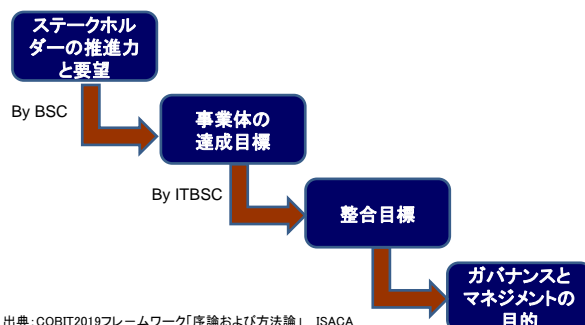 ステークホル
ダーの推進力
と要望
By BSC
事業体の
達成目標
By ITBSC
整合目標
ガバナンスと
マネジメントの
目的
出典:COBIT2019フレームワーク「序論および方法論」 ISACA